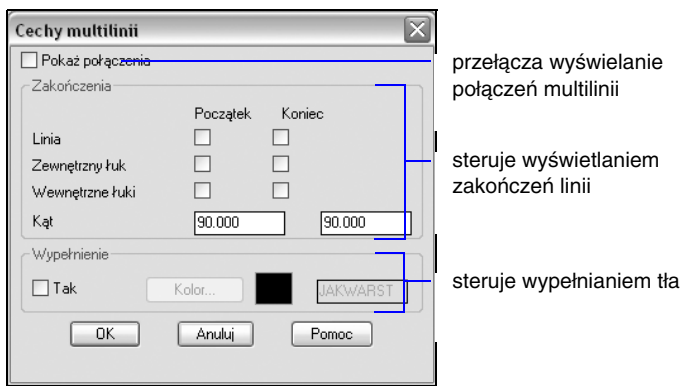 Cechy multilinii
Pokaż połączenia
przełącza wyświelanie
połączeń multilinii
Zakończenia
Początek Koniec
Linia
Zewnętrzny łuk
Wewnętrzne łuki
Kąt 90.000 90.000
steruje wyświetlaniem
zakończeń linii
Wypełnienie
Tak Kolor... JAKWARST
steruje wypełnianiem tła
OK Anuluj Pomoc